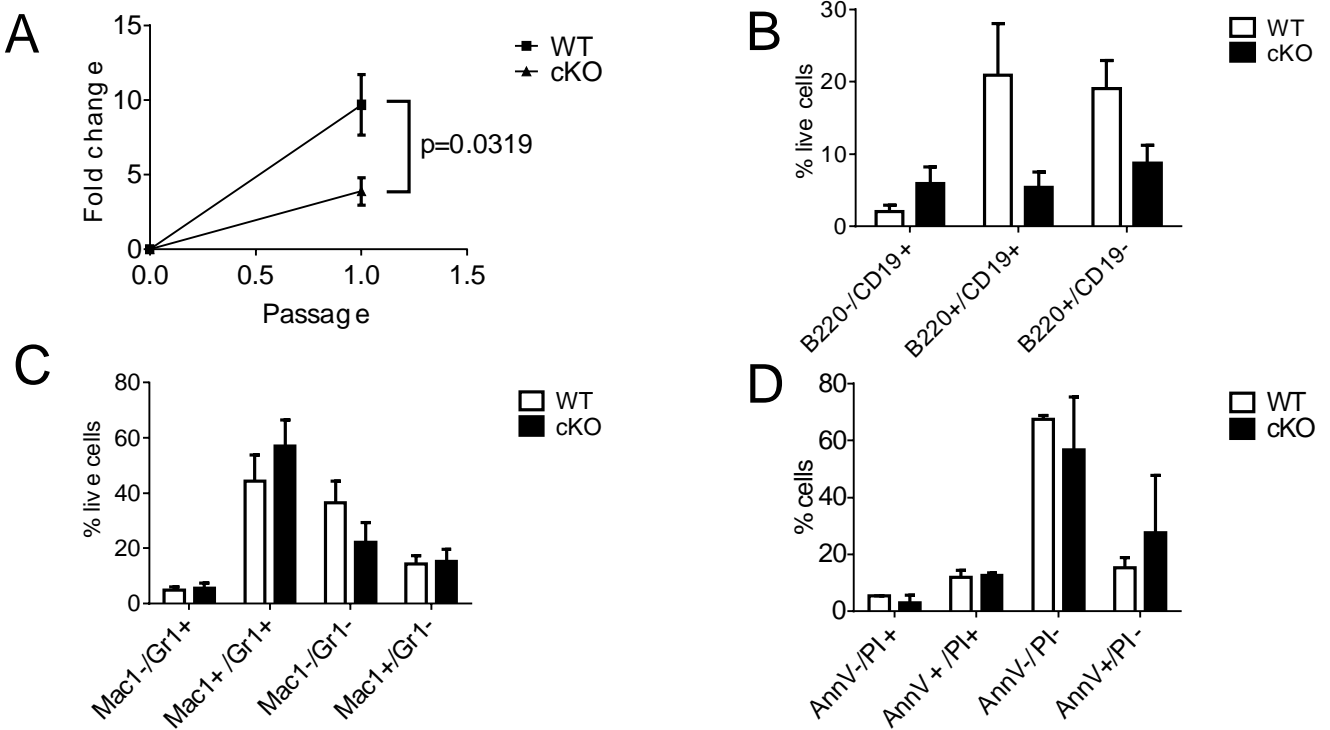 A
15
10
5
0
Fold change
0.0 0.5 1.0 1.5
Passage
WT
cKO
p=0.0319
B
30
20
10
0
% live cells
B220-/CD19+
B220+/CD19+
B220+/CD19-
WT
cKO
C
80
60
40
20
0
% live cells
Mac1-/Gr1+
Mac1+/Gr1+
Mac1-/Gr1-
Mac1+/Gr1-
WT
cKO
D
80
60
40
20
0
% cells
AnnV-/PI+
AnnV+/PI+
AnnV-/PI-
AnnV+/PI-
WT
cKO